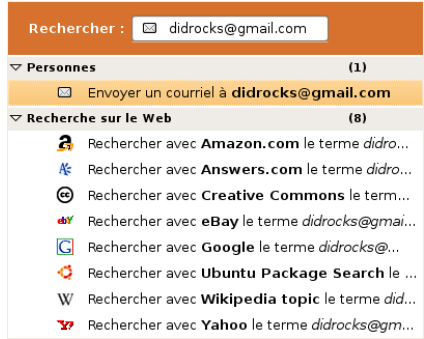 Rechercher : didrocks@gmail.com
Personnes (1)
Envoyer un courriel à didrocks@gmail.com
Recherche sur le Web (8)
Rechercher avec Amazon.com le terme didro...
Rechercher avec Answers.com le terme didro...
Rechercher avec Creative Commons le term...
Rechercher avec eBay le terme didrocks@gmai...
Rechercher avec Google le terme didrocks@...
Rechercher avec Ubuntu Package Search le ...
Rechercher avec Wikipedia topic le terme did...
Rechercher avec Yahoo le terme didrocks@gm...